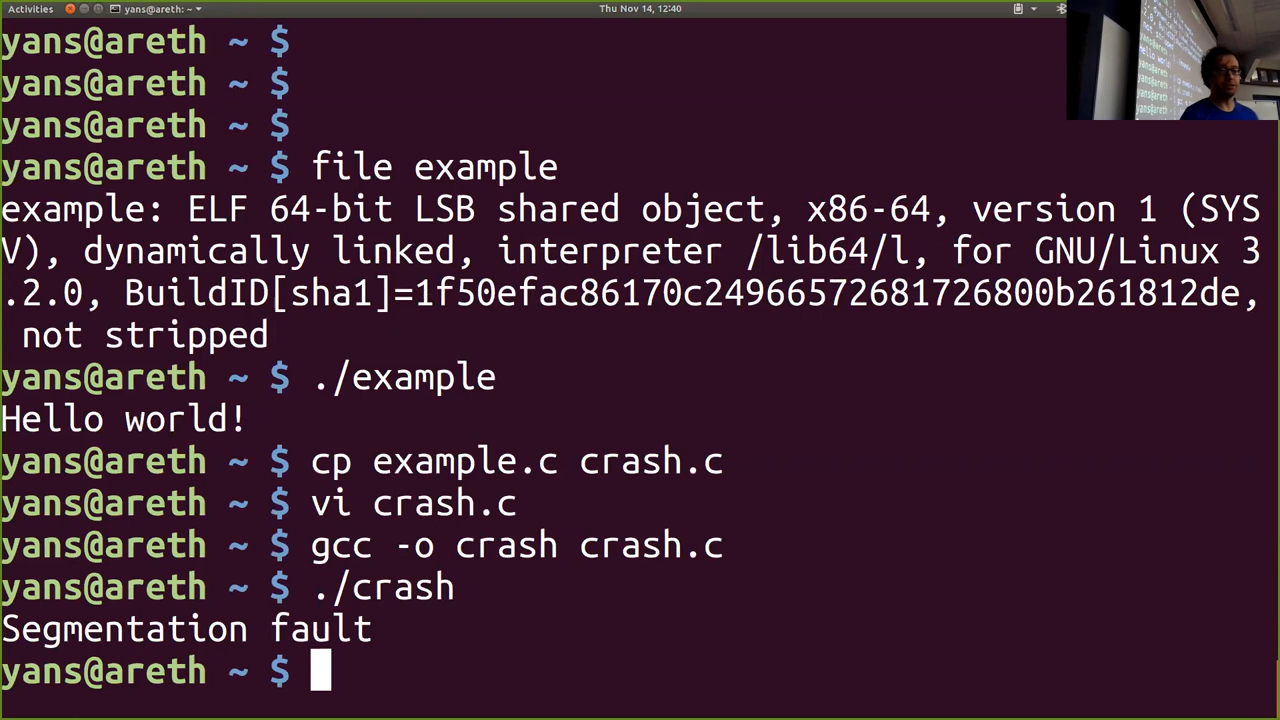 Activities yans@areth: ~ Thu Nov 14, 12:40
yans@areth ~ $
yans@areth ~ $
yans@areth ~ $
yans@areth ~ $ file example
example: ELF 64-bit LSB shared object, x86-64, version 1 (SYS
V), dynamically linked, interpreter /lib64/l, for GNU/Linux 3
.2.0, BuildID[sha1]=1f50efac86170c24966572681726800b261812de,
 not stripped
yans@areth ~ $ ./example
Hello world!
yans@areth ~ $ cp example.c crash.c
yans@areth ~ $ vi crash.c
yans@areth ~ $ gcc -o crash crash.c
yans@areth ~ $ ./crash
Segmentation fault
yans@areth ~ $